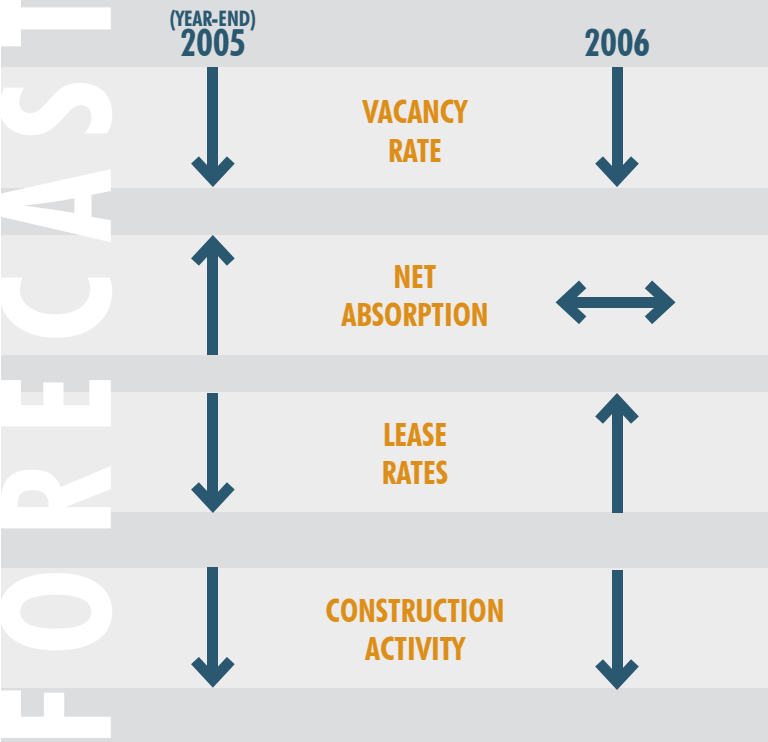 FORECAST
(YEAR-END)
2005
2006
VACANCY
RATE
NET
ABSORPTION
LEASE
RATES
CONSTRUCTION
ACTIVITY